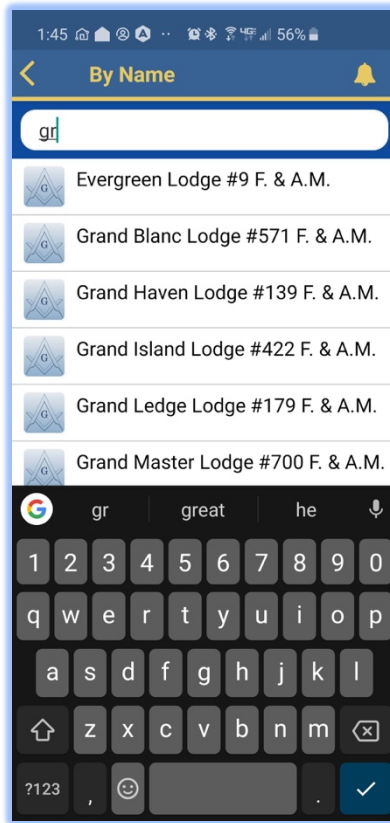 1:45 56%
By Name
gr
Evergreen Lodge #9 F. & A.M.
Grand Blanc Lodge #571 F. & A.M.
Grand Haven Lodge #139 F. & A.M.
Grand Island Lodge #422 F. & A.M.
Grand Ledge Lodge #179 F. & A.M.
Grand Master Lodge #700 F. & A.M.
G gr great he
1 2 3 4 5 6 7 8 9 0
q w e r t y u i o p
a s d f g h j k l
z x c v b n m
?123 , .